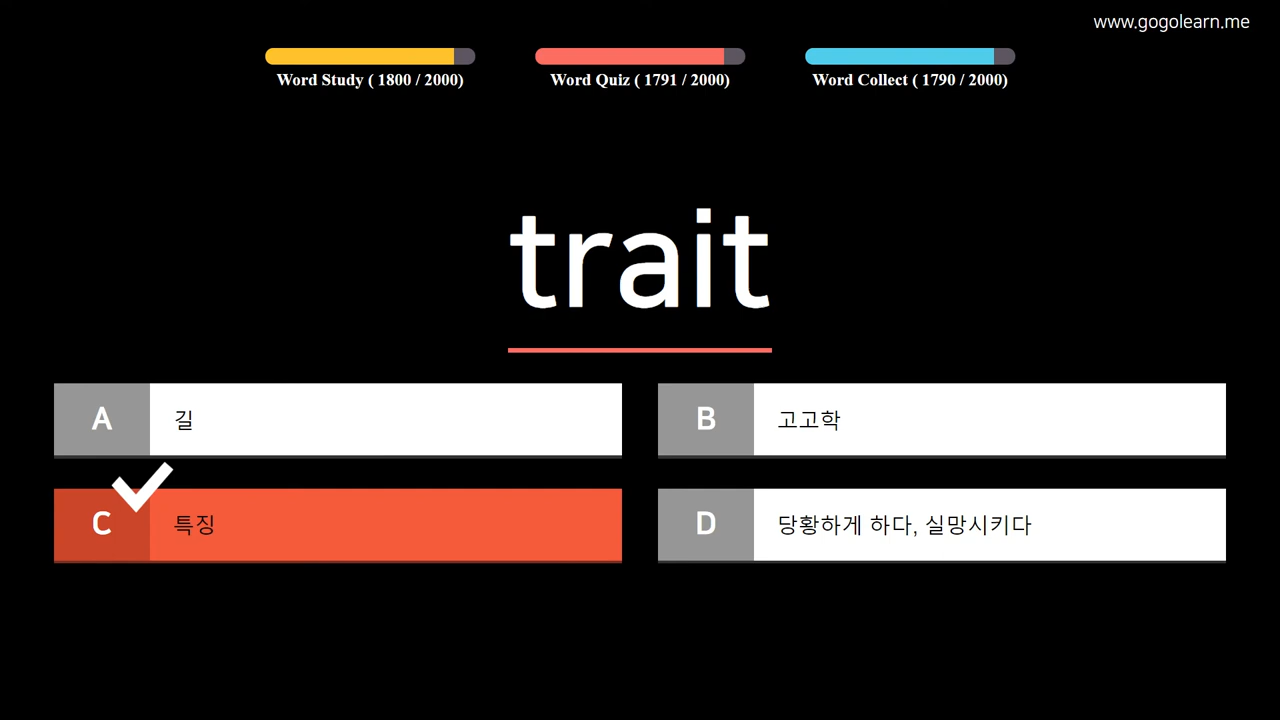 www.gogolearn.me
Word Study ( 1800 / 2000)
Word Quiz ( 1791 / 2000)
Word Collect ( 1790 / 2000)
trait
A 길
B 고고학
C 특징
D 당황하게 하다, 실망시키다